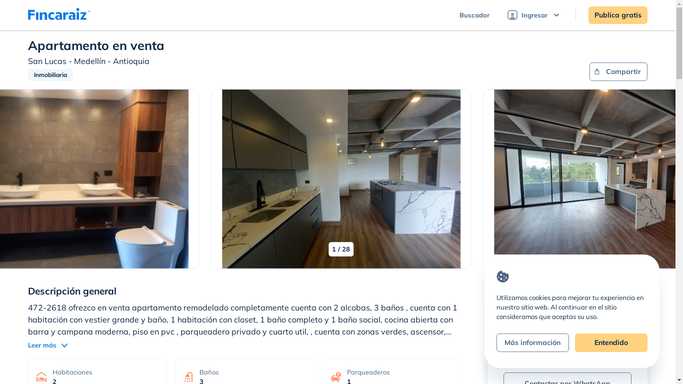 Fincaraiz
Buscador
Ingresar
Publica gratis
Apartamento en venta
San Lucas - Medellín - Antioquia
Inmobiliaria
Compartir
1 / 28
Descripción general
472-2618 ofrezco en venta apartamento remodelado completamente cuenta con 2 alcobas, 3 baños , cuenta con 1
habitación con vestier grande y baño, 1 habitación con closet, 1 baño completo y 1 baño social, cocina abierta con
barra y campana moderna, piso en pvc , parqueadero privado y cuarto util, , cuenta con zonas verdes, ascensor,...
Leer más
Habitaciones
2
Baños
3
Parqueaderos
1
Utilizamos cookies para mejorar tu experiencia en
nuestro sitio web. Al continuar en el sitio
consideramos que aceptas su uso.
Más información
Entendido
Contactar por WhatsApp